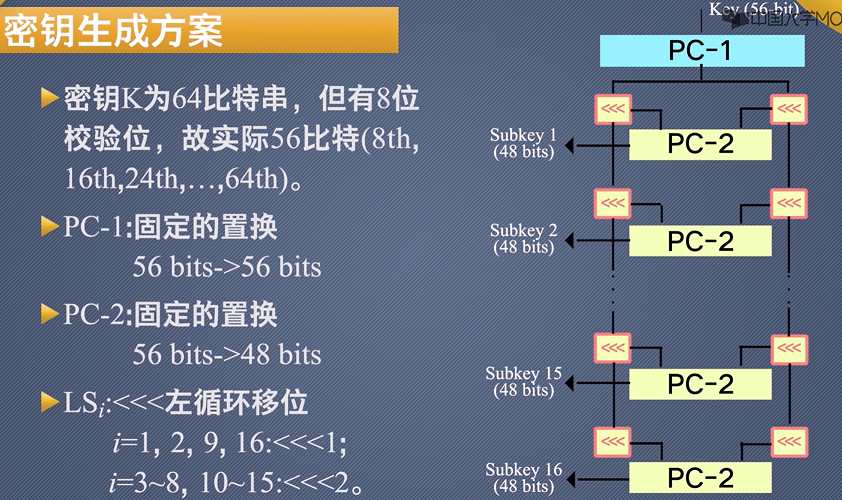 密钥生成方案
密钥K为64比特串，但有8位
校验位，故实际56比特(8th,
16th,24th,…,64th)。
PC-1:固定的置换
56 bits->56 bits
PC-2:固定的置换
56 bits->48 bits
LSi:<<<左循环移位
i=1, 2, 9, 16:<<<1;
i=3~8, 10~15:<<<2。
Key (56-bit)
中国大学MO
PC-1
<<<
<<<
Subkey 1
(48 bits)
PC-2
<<<
<<<
Subkey 2
(48 bits)
PC-2
<<<
<<<
Subkey 15
(48 bits)
PC-2
<<<
<<<
Subkey 16
(48 bits)
PC-2